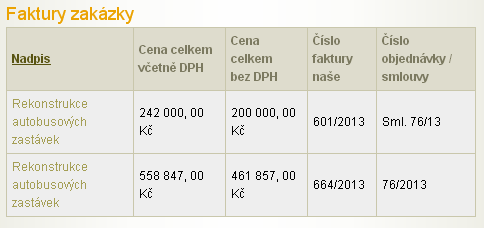 Faktury zakázky
Nadpis
Cena celkem
včetně DPH
Cena
celkem
bez DPH
Číslo
faktury
naše
Číslo
objednávky /
smlouvy
Rekonstrukce
autobusových
zastávek
242 000, 00
Kč
200 000, 00
Kč
601/2013
Sml. 76/13
Rekonstrukce
autobusových
zastávek
558 847, 00
Kč
461 857, 00
Kč
664/2013
76/2013